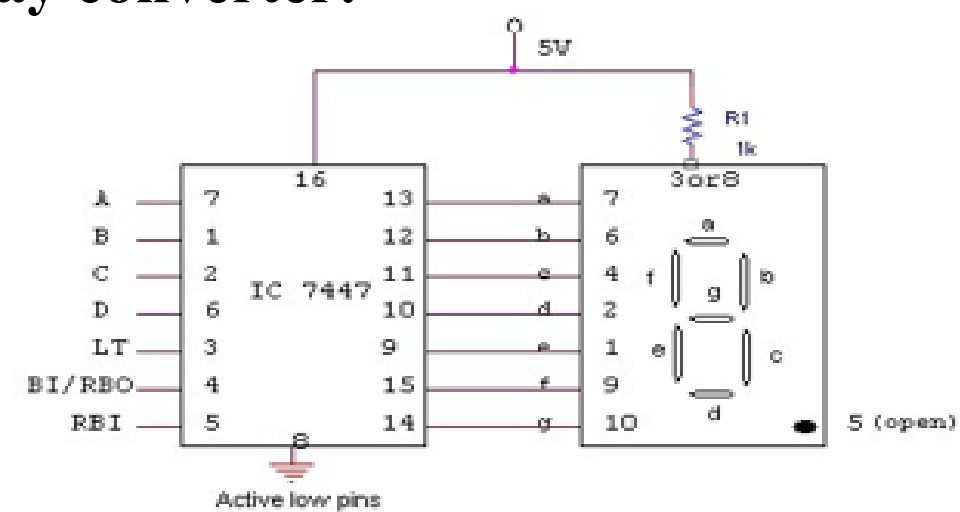 ay converter.
5V
R1
1k
16
3or8
A 7 13 a 7
B 1 12 b 6
C 2 11 c 4
D 6 10 d 2
LT 3 9 e 1
BI/RBO 4 15 f 9
RBI 5 14 g 10
IC 7447
a
f b
g
e c
d
5 (open)
8
Active low pins